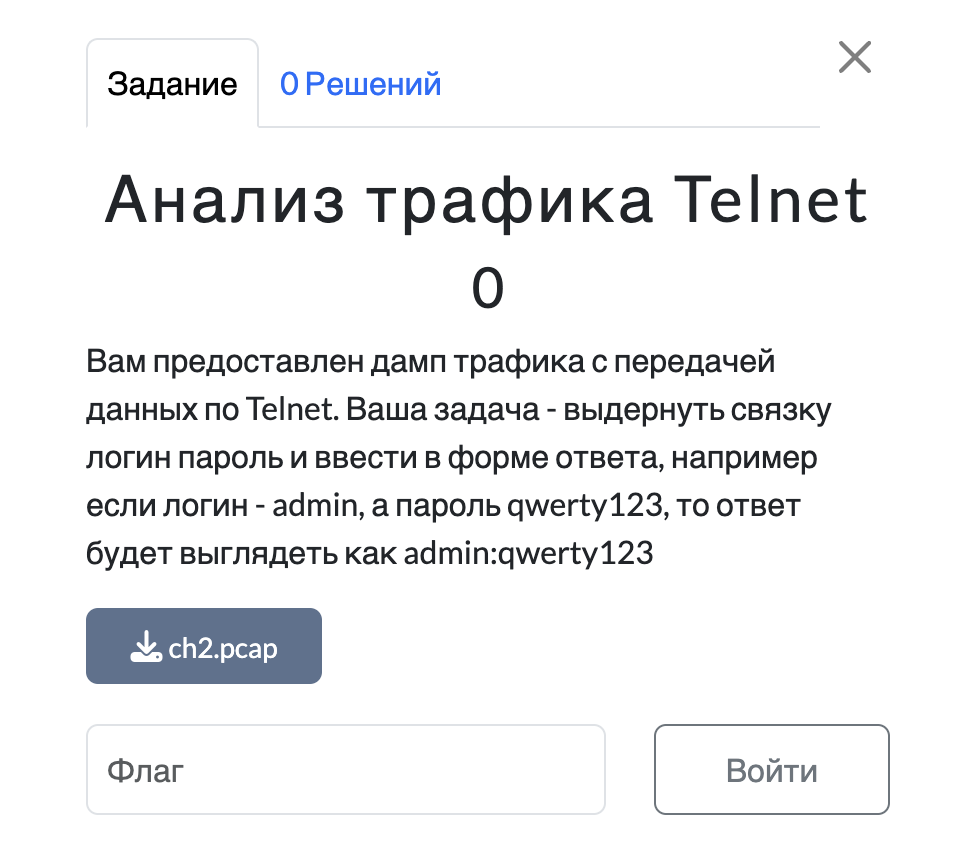 Задание
0 Решений
Анализ трафика Telnet
0
Вам предоставлен дамп трафика с передачей
данных по Telnet. Ваша задача - выдернуть связку
логин пароль и ввести в форме ответа, например
если логин - admin, а пароль qwerty123, то ответ
будет выглядеть как admin:qwerty123
ch2.pcap
Флаг
Войти